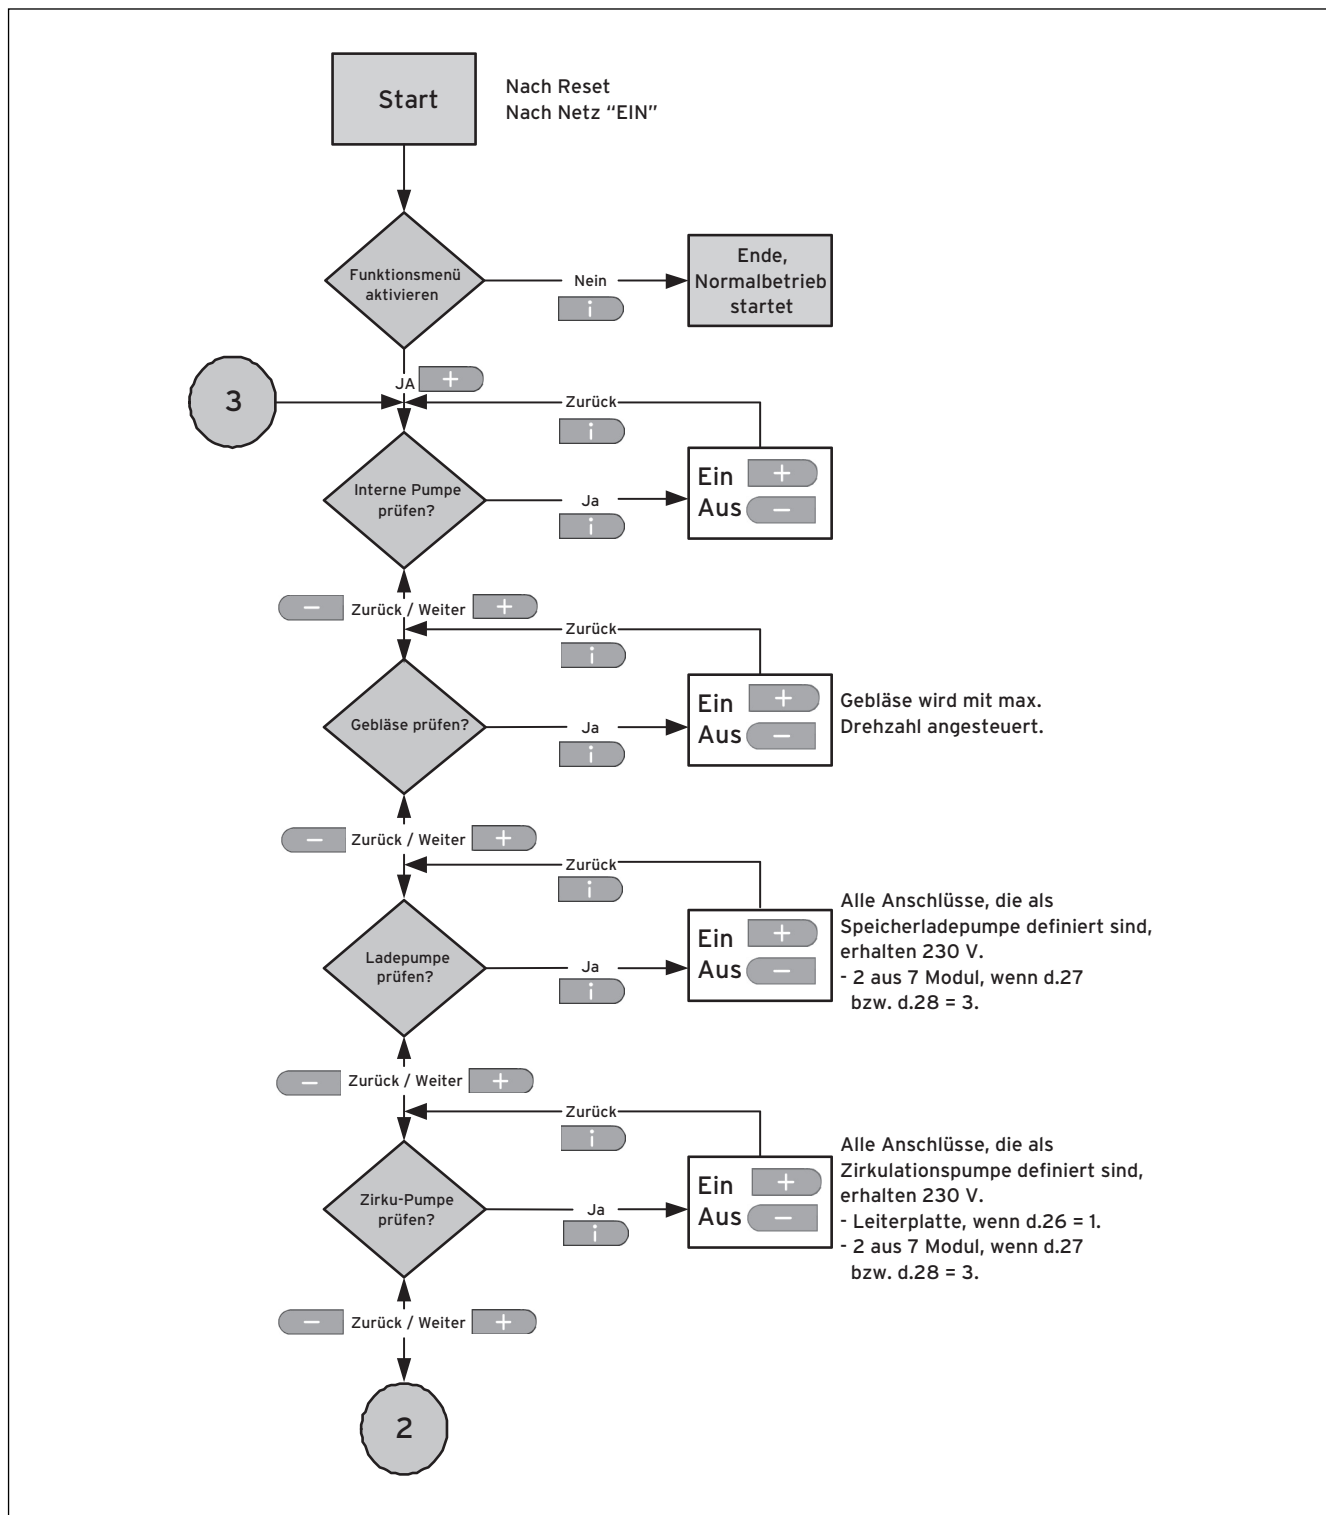 Start
Nach Reset
Nach Netz “EIN”
Funktionsmenü
aktivieren
Nein
i
Ende,
Normalbetrieb
startet
JA +
3
Zurück
i
Interne Pumpe
prüfen?
Ja
i
Ein +
Aus −
− Zurück / Weiter +
Zurück
i
Gebläse prüfen?
Ja
i
Ein +
Aus −
Gebläse wird mit max.
Drehzahl angesteuert.
− Zurück / Weiter +
Zurück
i
Ladepumpe
prüfen?
Ja
i
Ein +
Aus −
Alle Anschlüsse, die als
Speicherladepumpe definiert sind,
erhalten 230 V.
- 2 aus 7 Modul, wenn d.27
bzw. d.28 = 3.
− Zurück / Weiter +
Zurück
i
Zirku-Pumpe
prüfen?
Ja
i
Ein +
Aus −
Alle Anschlüsse, die als
Zirkulationspumpe definiert sind,
erhalten 230 V.
- Leiterplatte, wenn d.26 = 1.
- 2 aus 7 Modul, wenn d.27
bzw. d.28 = 3.
− Zurück / Weiter +
2